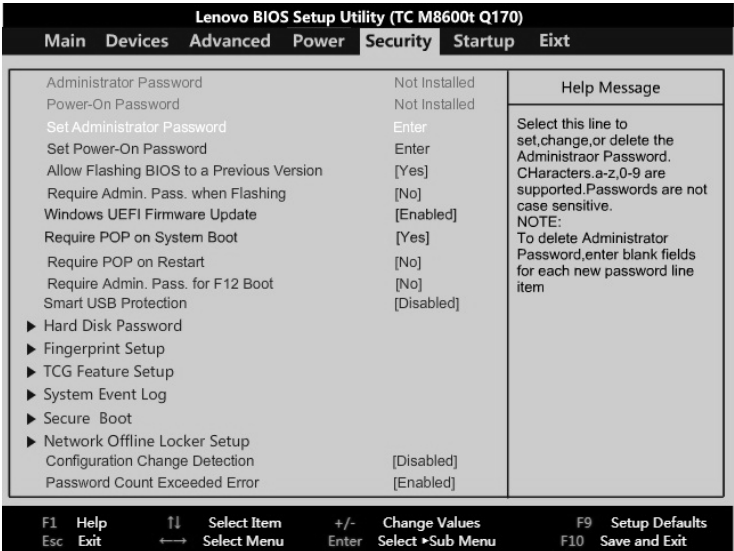 Lenovo BIOS Setup Utility (TC M8600t Q170)
Main Devices Advanced Power Security Startup Eixt
Administrator Password Not Installed
Power-On Password Not Installed
Set Administrator Password Enter
Set Power-On Password Enter
Allow Flashing BIOS to a Previous Version [Yes]
Require Admin. Pass. when Flashing [No]
Windows UEFI Firmware Update [Enabled]
Require POP on System Boot [Yes]
Require POP on Restart [No]
Require Admin. Pass. for F12 Boot [No]
Smart USB Protection [Disabled]
▶ Hard Disk Password
▶ Fingerprint Setup
▶ TCG Feature Setup
▶ System Event Log
▶ Secure Boot
▶ Network Offline Locker Setup
Configuration Change Detection [Disabled]
Password Count Exceeded Error [Enabled]
Help Message
Select this line to
set,change,or delete the
Administraor Password.
CHaracters.a-z,0-9 are
supported.Passwords are not
case sensitive.
NOTE:
To delete Administrator
Password,enter blank fields
for each new password line
item
F1 Help ↑↓ Select Item +/- Change Values F9 Setup Defaults
Esc Exit ←→ Select Menu Enter Select ▸Sub Menu F10 Save and Exit